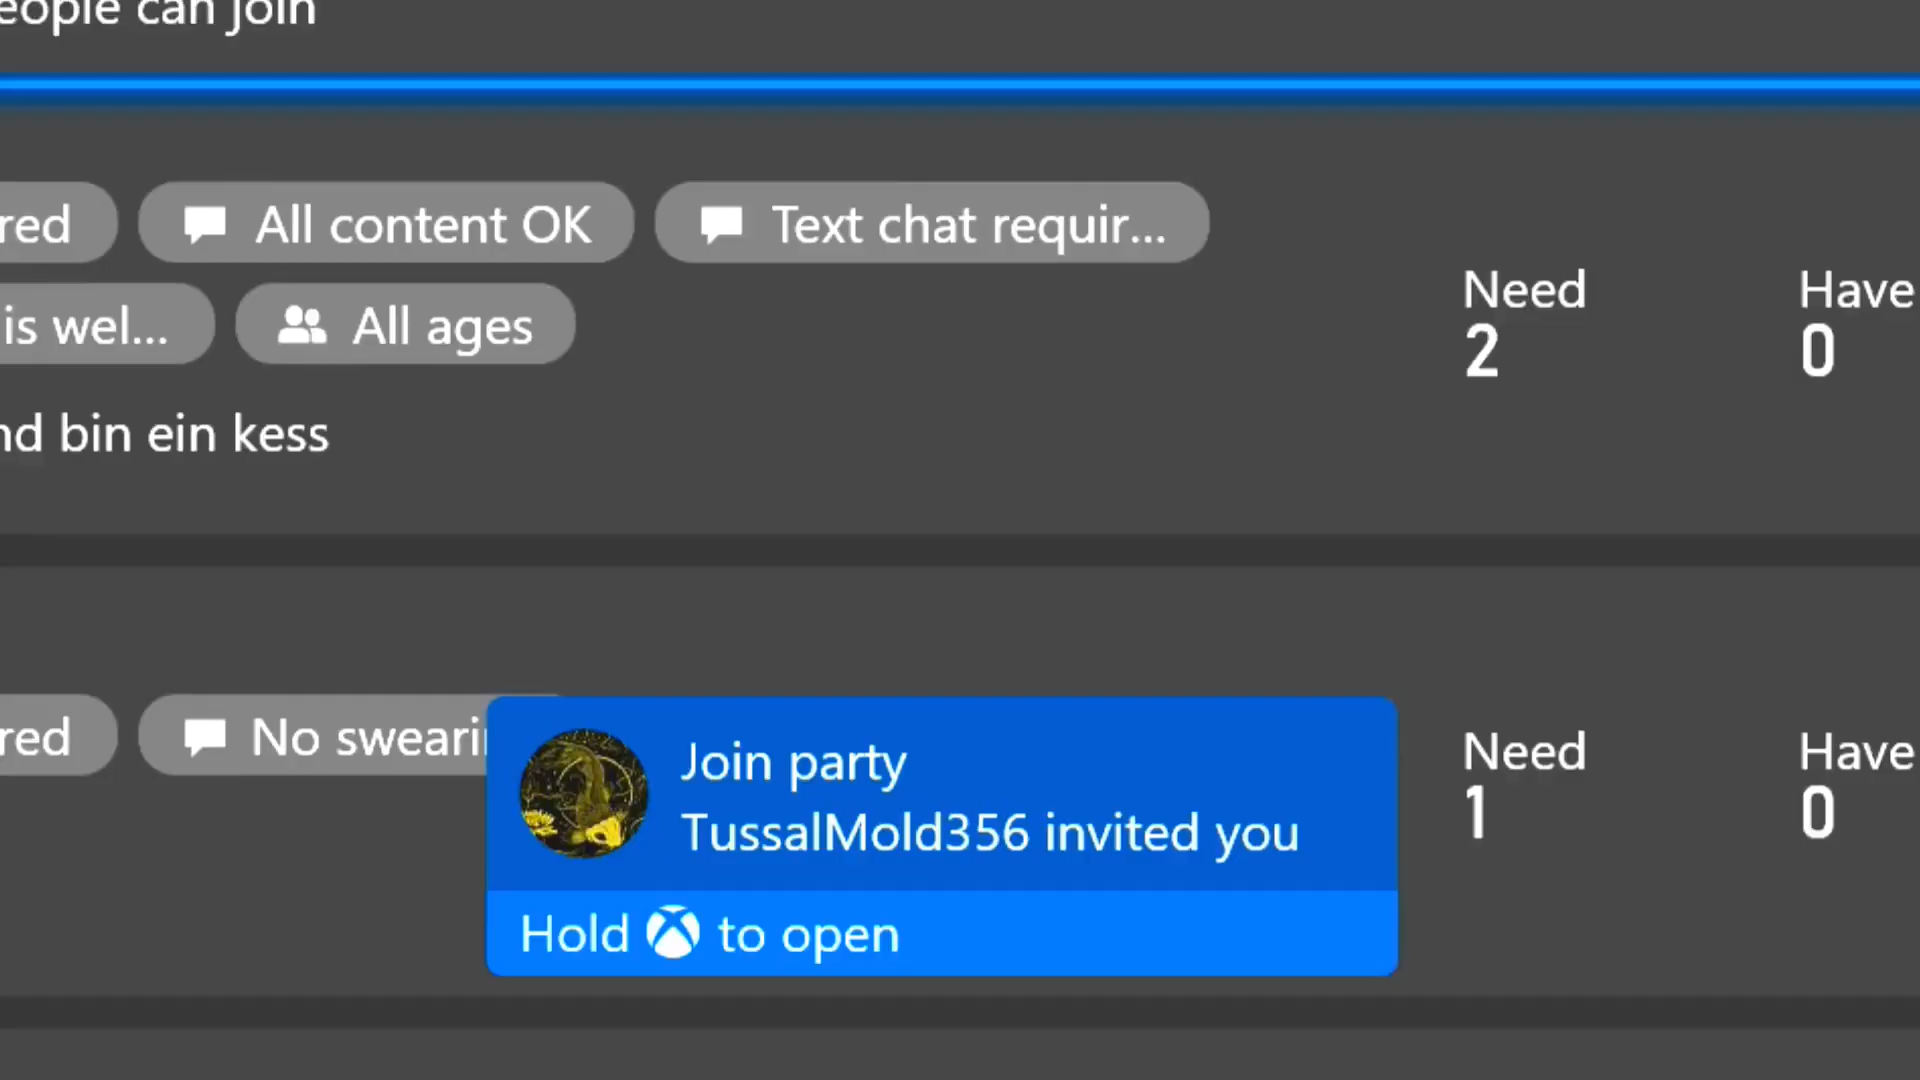 eople can join
red All content OK Text chat requir...
is wel... All ages
Need Have
2 0
nd bin ein kess
red No swearin
Need Have
1 0
Join party
TussalMold356 invited you
Hold to open